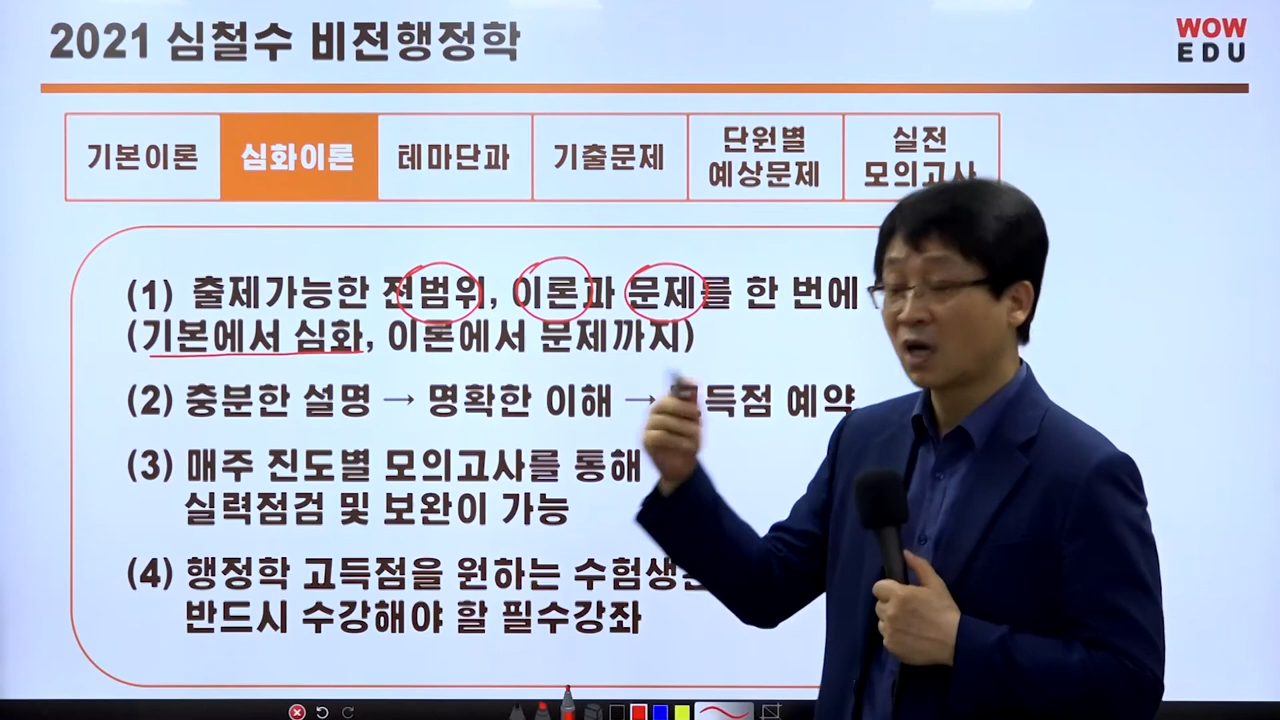 2021 심철수 비전행정학
WOW
EDU
기본이론
심화이론
테마단과
기출문제
단원별
예상문제
실전
모의고사
(1) 출제가능한 전범위, 이론과 문제를 한 번에
(기본에서 심화, 이론에서 문제까지)
(2) 충분한 설명 → 명확한 이해 → 득점 예약
(3) 매주 진도별 모의고사를 통해
실력점검 및 보완이 가능
(4) 행정학 고득점을 원하는 수험생은
반드시 수강해야 할 필수강좌